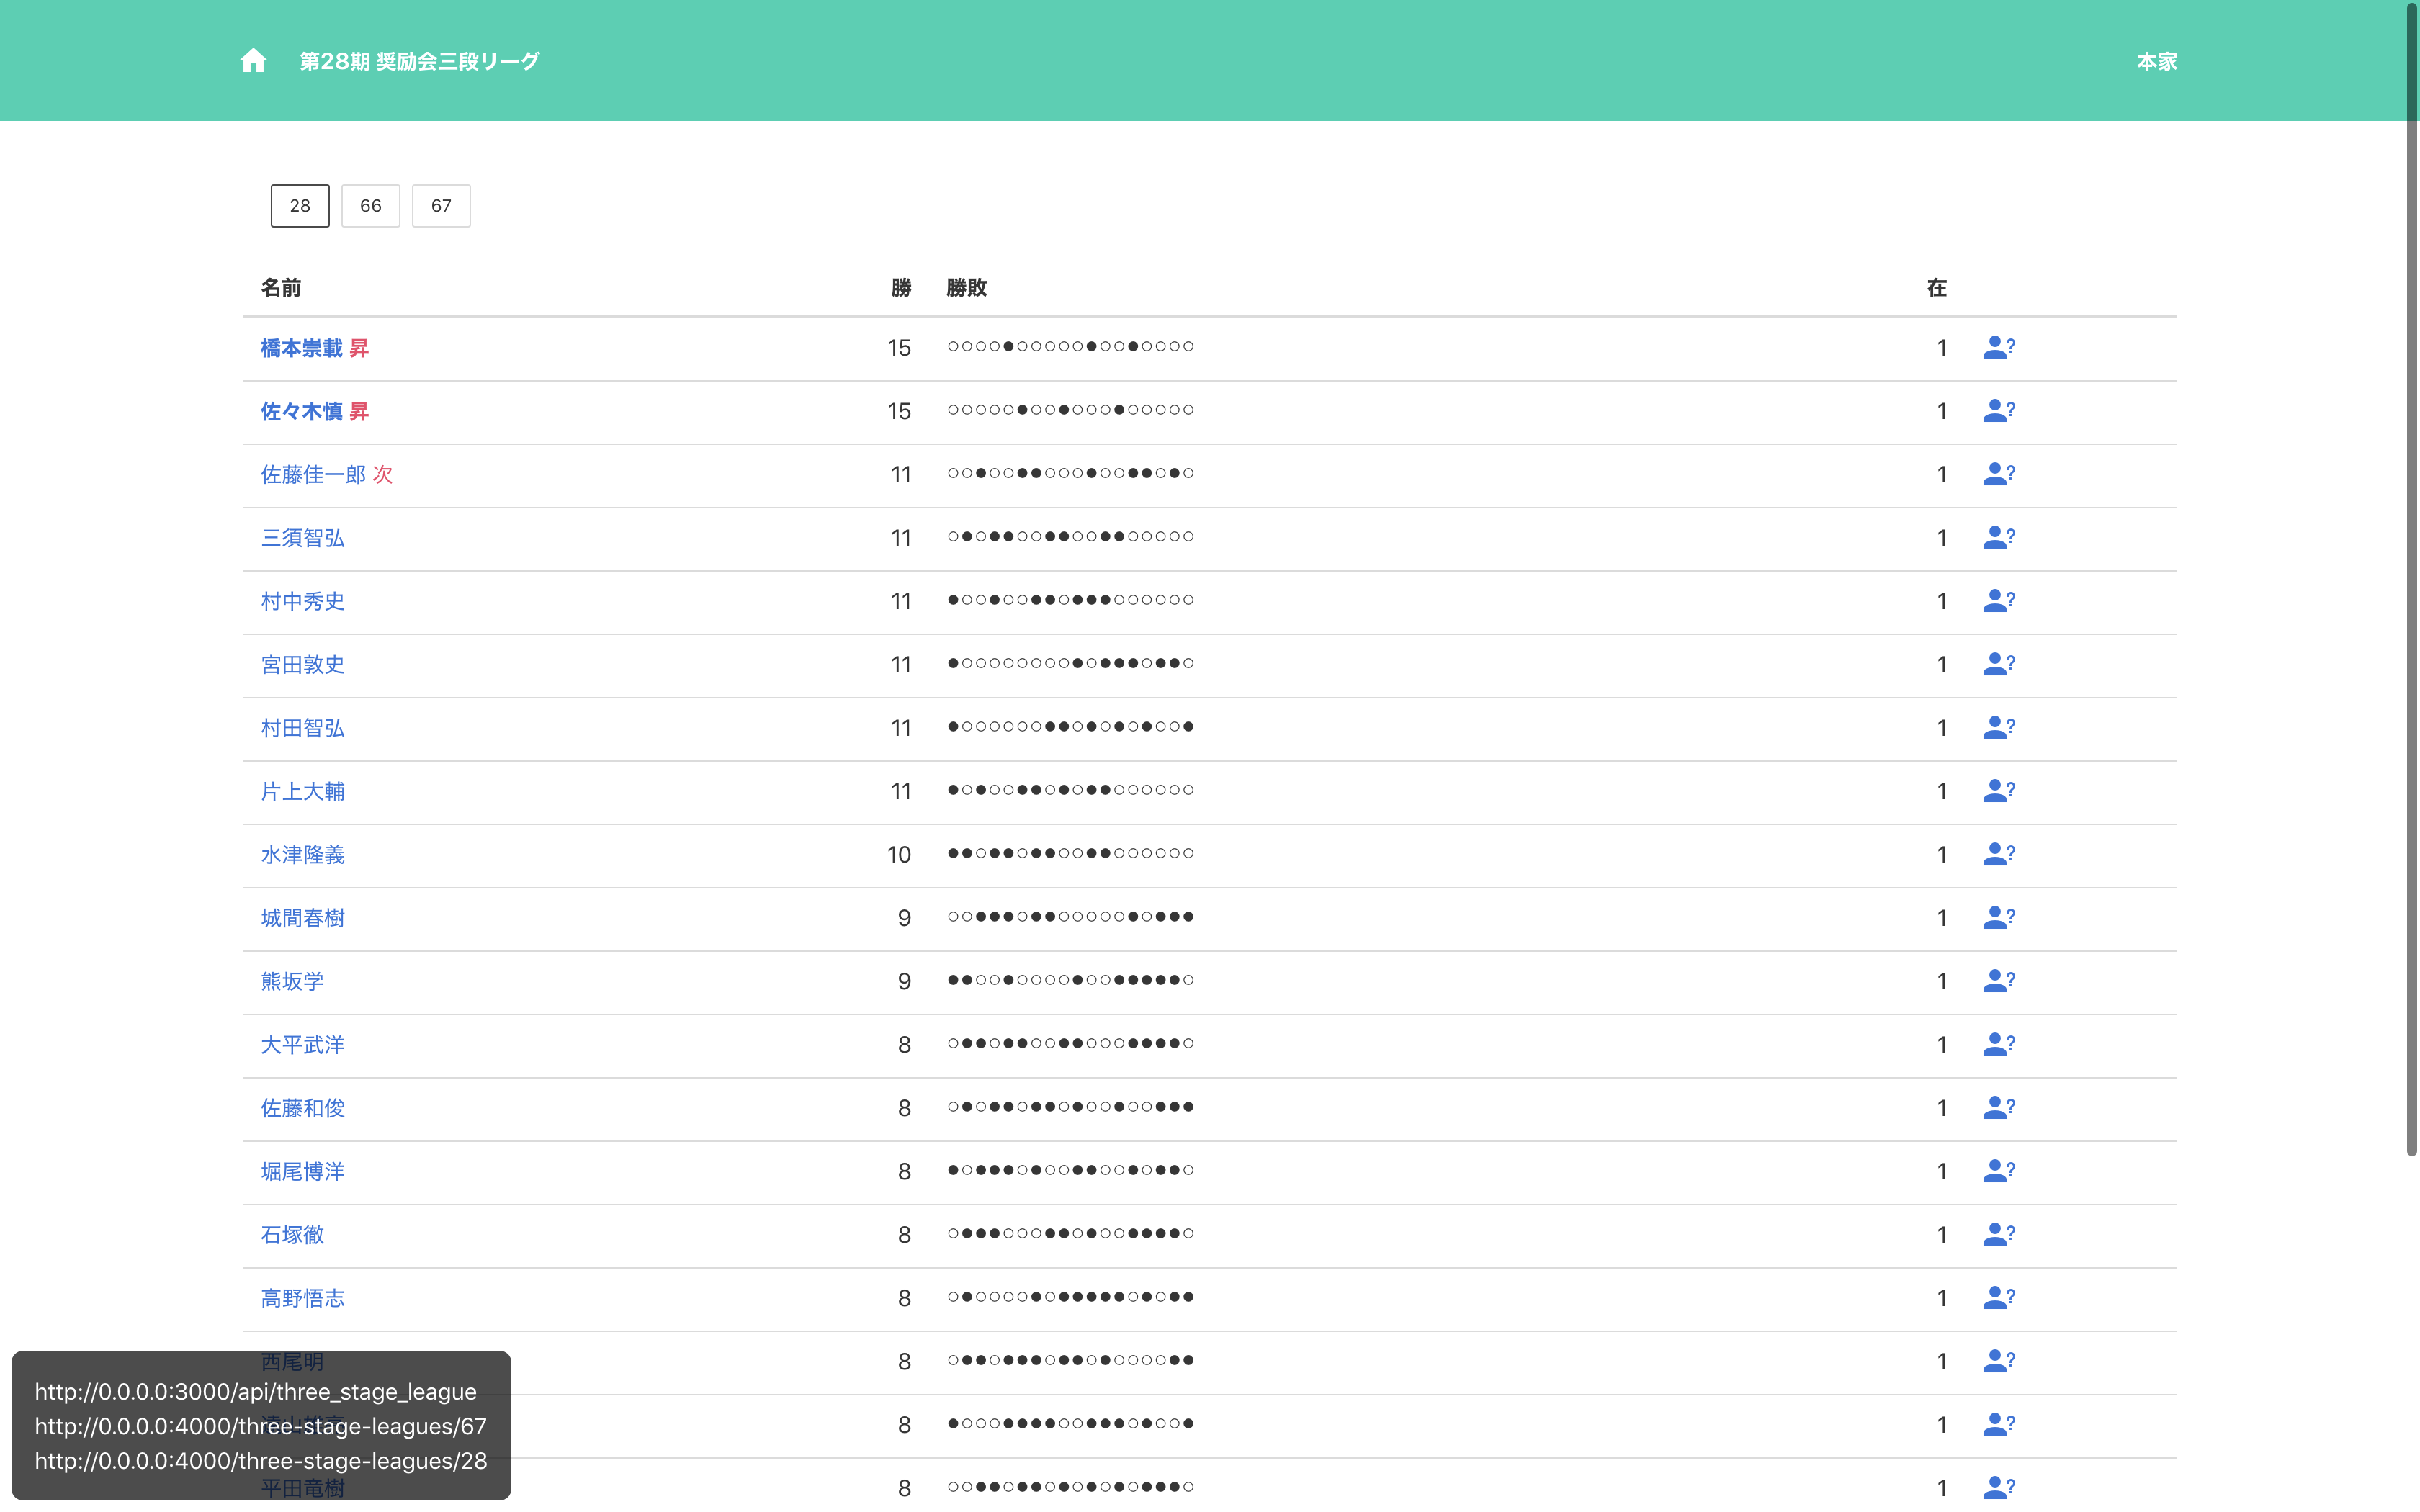 第28期 奨励会三段リーグ 本家
28 66 67
名前 勝 勝敗 在
橋本崇載 昇 15 ○○○○●○○○○○●○○●○○○○ 1
佐々木慎 昇 15 ○○○○○●○○●○○○●○○○○○ 1
佐藤佳一郎 次 11 ○○●○○●●○○○●○○●●○●○ 1
三須智弘 11 ○●○●●○○●●○○●●○○○○○ 1
村中秀史 11 ●○○●○○●●○●●●○○○○○○ 1
宮田敦史 11 ●○○○○○○○○●○●●●○●●○ 1
村田智弘 11 ●○○○○○○●●○●○●○●○○● 1
片上大輔 11 ●○●○○●●○●○●●○○○○○○ 1
水津隆義 10 ●●○●●○●●○○●●○○○○○○ 1
城間春樹 9 ○○●●●○●●○○○○○●○●●● 1
熊坂学 9 ●●○○●○○○○●○○●●●●●○ 1
大平武洋 8 ○●●○●●○○●●○○○●●●●○ 1
佐藤和俊 8 ○●○●●○●●○●○○●○○●●● 1
堀尾博洋 8 ●○●●●○●○○●●○○●○●●○ 1
石塚徹 8 ○●●●○○○●●○●○○●●●●○ 1
高野悟志 8 ○●○○○○●○●●●●●○●○●● 1
西尾明 8 ○●●○●●●○●●○●○○○○●● 1
8 ●○○○●●●●○○●●●○●○○● 1
平田竜樹 8 ○○●●○●●○●○●○●○●●●○ 1
http://0.0.0.0:3000/api/three_stage_league
http://0.0.0.0:4000/three-stage-leagues/67
http://0.0.0.0:4000/three-stage-leagues/28